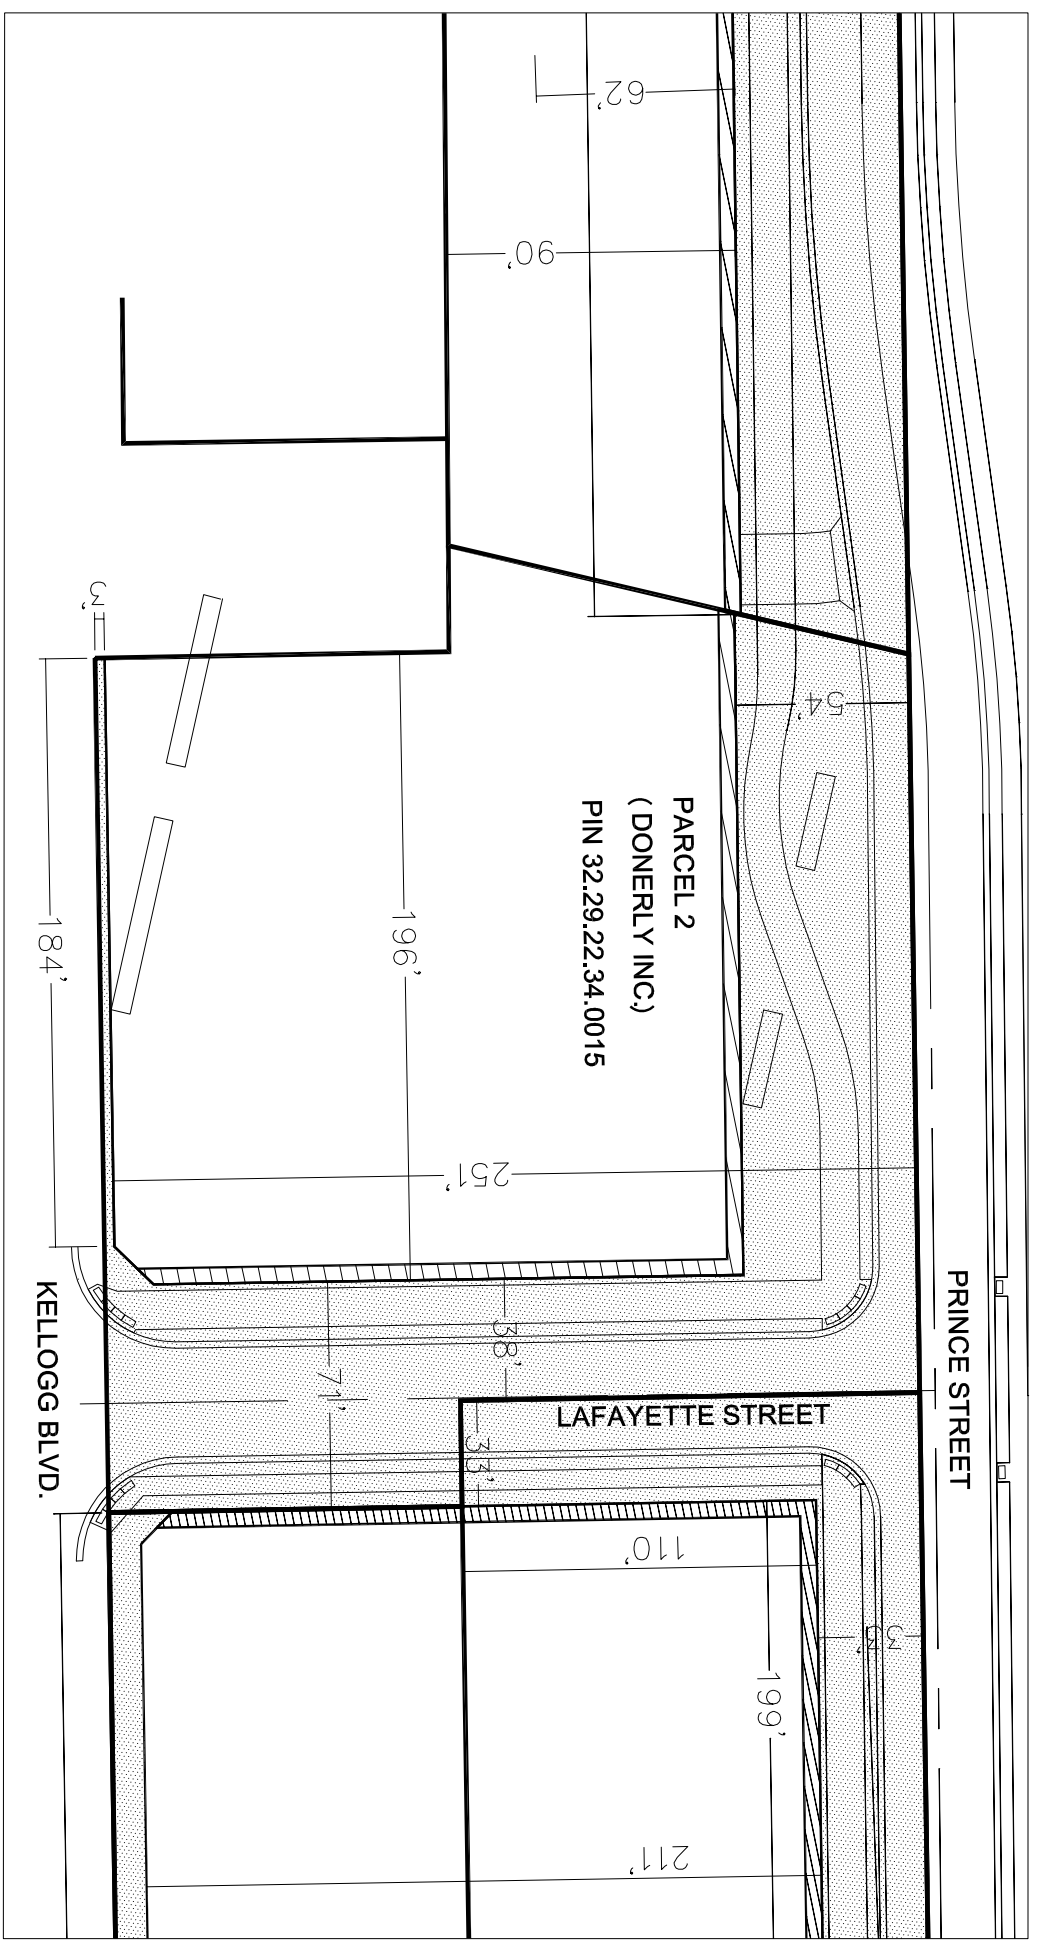 62'
90'
3'
54'
PARCEL 2
( DONERLY INC.)
PIN 32.29.22.34.0015
196'
184'
251'
PRINCE STREET
KELLOGG BLVD.
38'
71'
LAFAYETTE STREET
33'
110'
33'
199'
211'